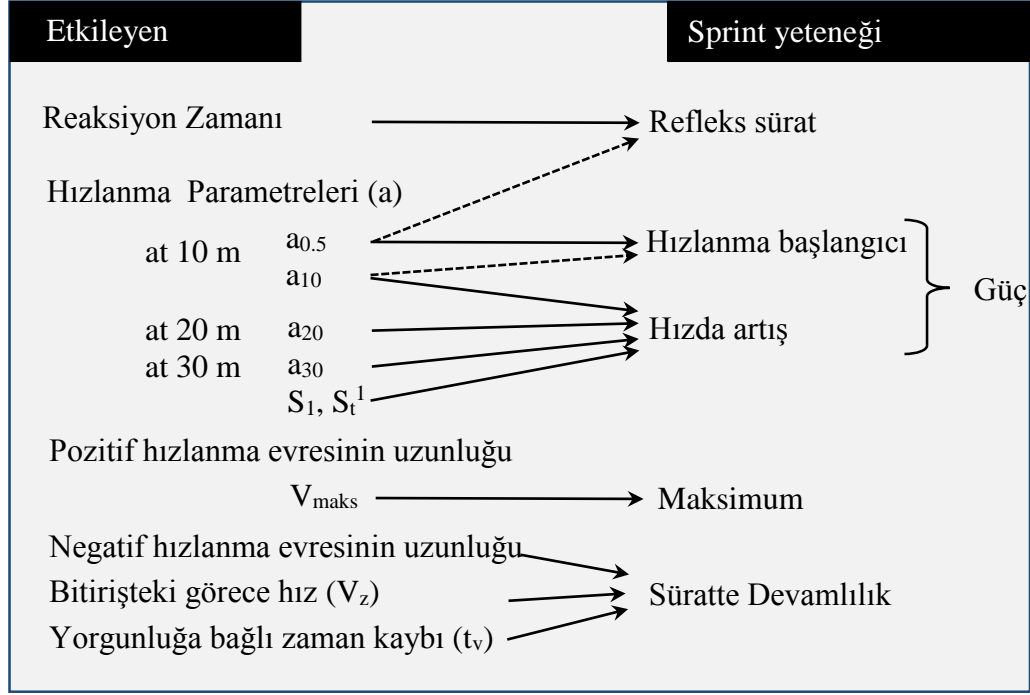 Etkileyen
Sprint yeteneği
Reaksiyon Zamanı
Refleks sürat
Hızlanma Parametreleri (a)
at 10 m a0.5
Hızlanma başlangıcı
a10
Güç
at 20 m a20
Hızda artış
at 30 m a30
S1, St1
Pozitif hızlanma evresinin uzunluğu
Vmaks
Maksimum
Negatif hızlanma evresinin uzunluğu
Bitirişteki görece hız (Vz)
Süratte Devamlılık
Yorgunluğa bağlı zaman kaybı (tv)